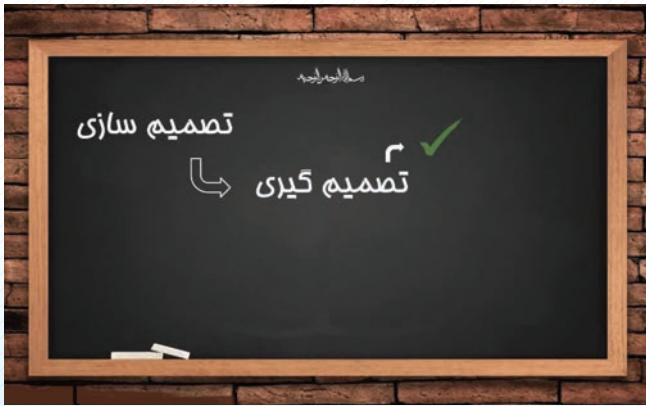 بسم الله الرحمن الرحیم
تصمیم سازی
تصمیم گیری